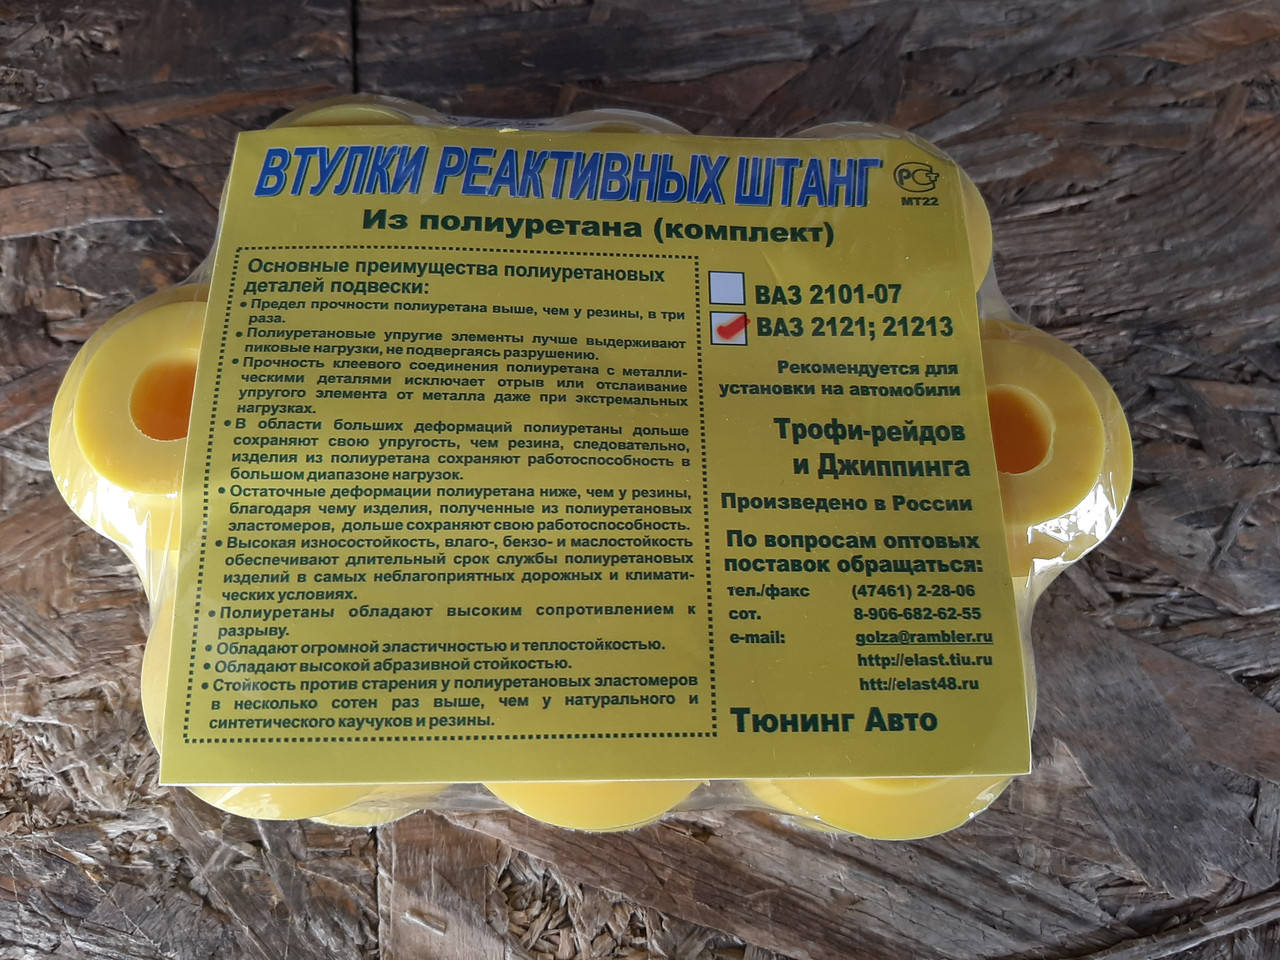 ВТУЛКИ РЕАКТИВНЫХ ШТАНГ
РСТ
МТ22
Из полиуретана (комплект)
Основные преимущества полиуретановых
деталей подвески:
• Предел прочности полиуретана выше, чем у резины, в три
раза.
• Полиуретановые упругие элементы лучше выдерживают
пиковые нагрузки, не подвергаясь разрушению.
• Прочность клеевого соединения полиуретана с металли-
ческими деталями исключает отрыв или отслаивание
упругого элемента от металла даже при экстремальных
нагрузках.
• В области больших деформаций полиуретаны дольше
сохраняют свою упругость, чем резина, следовательно,
изделия из полиуретана сохраняют работоспособность в
большом диапазоне нагрузок.
• Остаточные деформации полиуретана ниже, чем у резины,
благодаря чему изделия, полученные из полиуретановых
эластомеров, дольше сохраняют свою работоспособность.
• Высокая износостойкость, влаго-, бензо- и маслостойкость
обеспечивают длительный срок службы полиуретановых
изделий в самых неблагоприятных дорожных и климати-
ческих условиях.
• Полиуретаны обладают высоким сопротивлением к
разрыву.
• Обладают огромной эластичностью и теплостойкостью.
• Обладают высокой абразивной стойкостью.
• Стойкость против старения у полиуретановых эластомеров
в несколько сотен раз выше, чем у натурального и
синтетического каучуков и резины.
ВАЗ 2101-07
ВАЗ 2121; 21213
Рекомендуется для
установки на автомобили
Трофи-рейдов
и Джиппинга
Произведено в России
По вопросам оптовых
поставок обращаться:
тел./факс (47461) 2-28-06
сот. 8-906-682-62-55
e-mail: golza@rambler.ru
http://elast.tiu.ru
htt://elast48.ru
Тюнинг Авто